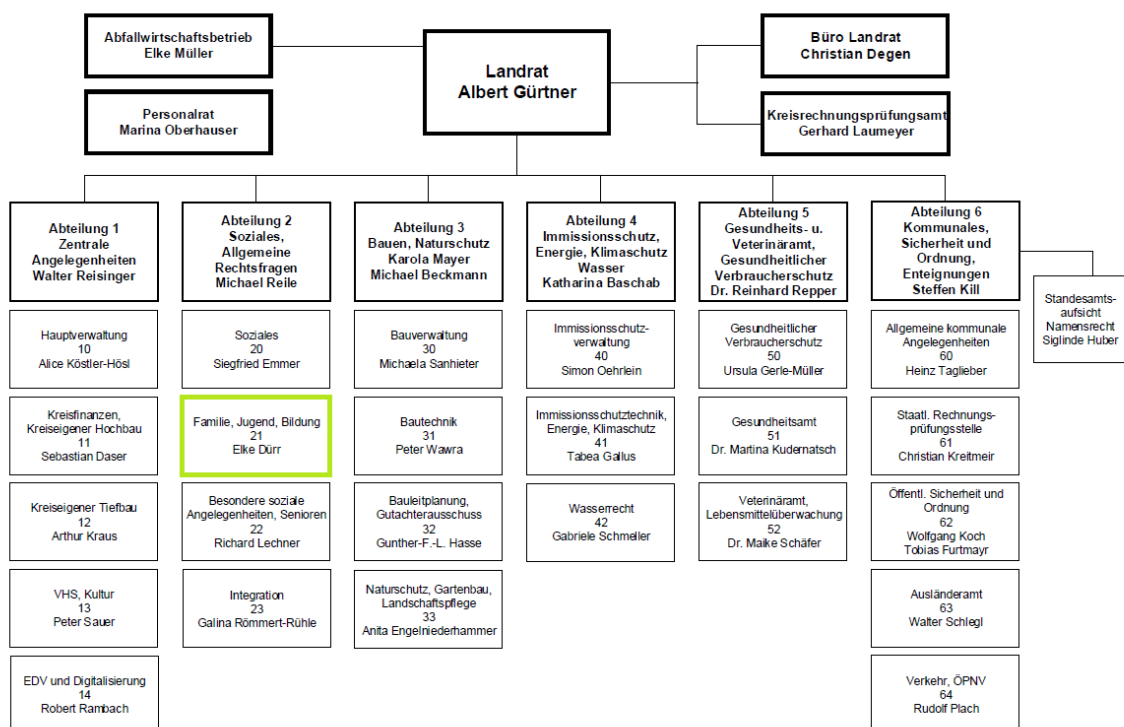 Abfallwirtschaftsbetrieb
Elke Müller
Personalrat
Marina Oberhauser
Landrat
Albert Gürtner
Büro Landrat
Christian Degen
Kreisrechnungsprüfungsamt
Gerhard Laumeyer
Abteilung 1
Zentrale
Angelegenheiten
Walter Reisinger
Abteilung 2
Soziales,
Allgemeine
Rechtsfragen
Michael Reile
Abteilung 3
Bauen, Naturschutz
Karola Mayer
Michael Beckmann
Abteilung 4
Immissionsschutz,
Energie, Klimaschutz
Wasser
Katharina Baschab
Abteilung 5
Gesundheits- u.
Veterinäramt,
Gesundheitlicher
Verbraucherschutz
Dr. Reinhard Repper
Abteilung 6
Kommunales,
Sicherheit und
Ordnung,
Enteignungen
Steffen Kill
Standesamts-
aufsicht
Namensrecht
Siglinde Huber
Hauptverwaltung
10
Alice Köstler-Hösl
Soziales
20
Siegfried Emmer
Bauverwaltung
30
Michaela Sanhieter
Immissionsschutz-
verwaltung
40
Simon Oehrlein
Gesundheitlicher
Verbraucherschutz
50
Ursula Gerle-Müller
Allgemeine kommunale
Angelegenheiten
60
Heinz Taglieber
Kreisfinanzen,
Kreiseigener Hochbau
11
Sebastian Daser
Familie, Jugend, Bildung
21
Elke Dürr
Bautechnik
31
Peter Wawra
Immissionsschutztechnik,
Energie, Klimaschutz
41
Tabea Gallus
Gesundheitsamt
51
Dr. Martina Kudernatsch
Staatl. Rechnungs-
prüfungsstelle
61
Christian Kreitmeir
Kreiseigener Tiefbau
12
Arthur Kraus
Besondere soziale
Angelegenheiten, Senioren
22
Richard Lechner
Bauleitplanung,
Gutachterausschuss
32
Gunther-F.-L. Hasse
Wasserrecht
42
Gabriele Schmeller
Veterinäramt,
Lebensmittelüberwachung
52
Dr. Maike Schäfer
Öffentl. Sicherheit und
Ordnung
62
Wolfgang Koch
Tobias Furtmayr
VHS, Kultur
13
Peter Sauer
Integration
23
Galina Römmert-Rühle
Naturschutz, Gartenbau,
Landschaftspflege
33
Anita Engelniederhammer
Ausländeramt
63
Walter Schlegl
EDV und Digitalisierung
14
Robert Rambach
Verkehr, ÖPNV
64
Rudolf Plach